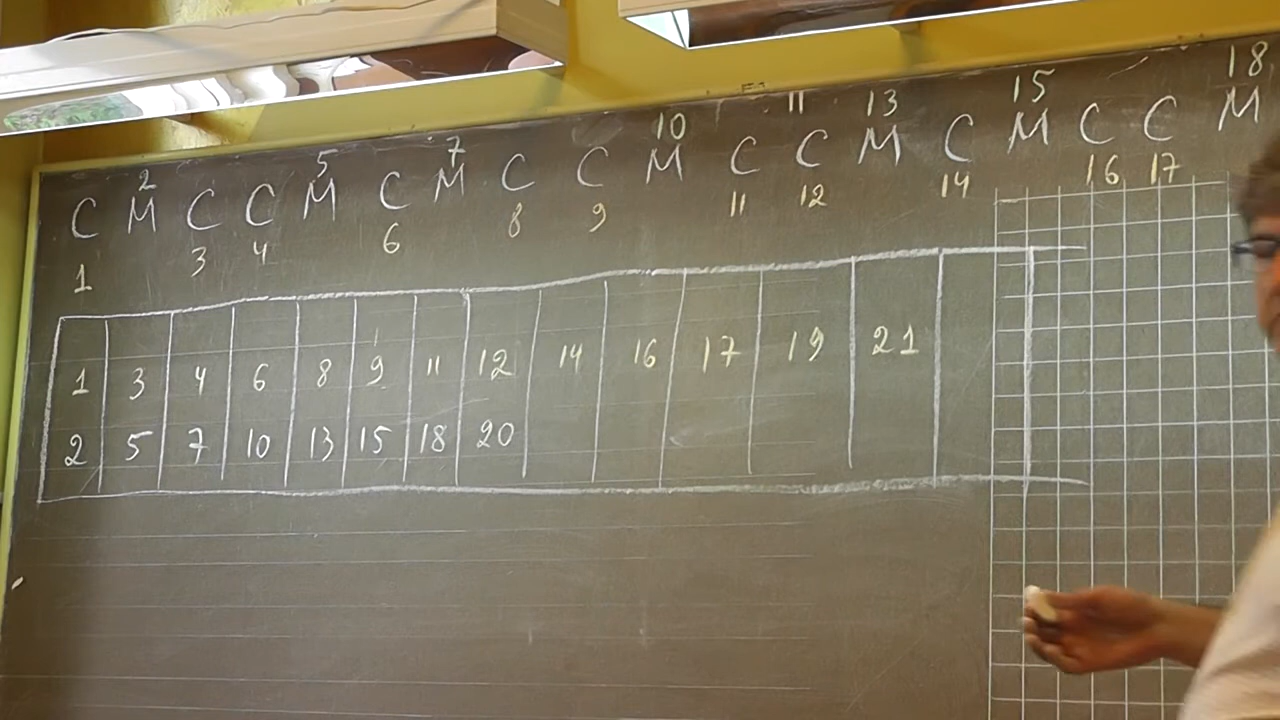 2 5 7 10 11 13 15 18
С М С С М С М С С М С С М С М С С М
1 3 4 6 8 9 11 12 14 16 17
1 3 4 6 8 9 11 12 14 16 17 19 21
2 5 7 10 13 15 18 20